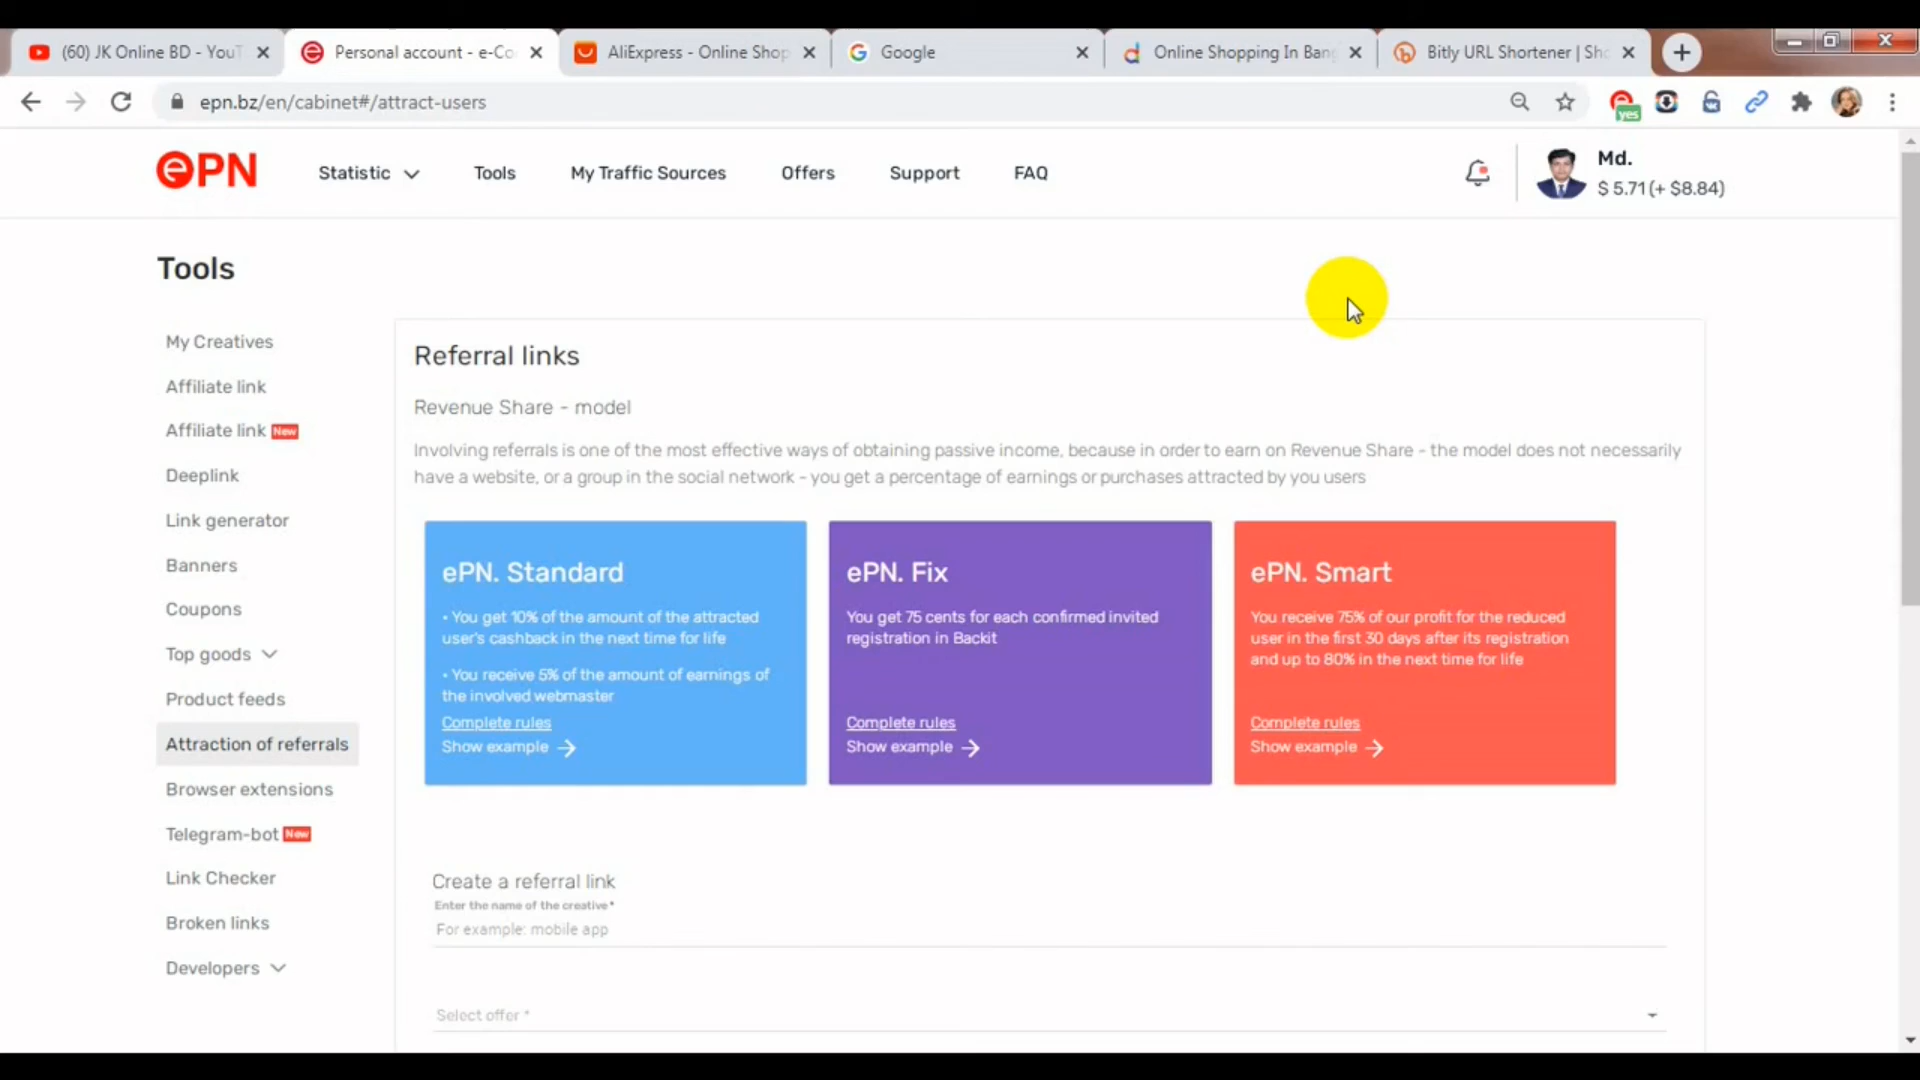 (60) JK Online BD - YouT
Personal account - e-Co
AliExpress - Online Shop
Google
Online Shopping In Bang
Bitly URL Shortener | Sho
epn.bz/en/cabinet#/attract-users
yes
ePN
Statistic
Tools
My Traffic Sources
Offers
Support
FAQ
Md.
$ 5.71 (+ $8.84)
Tools
My Creatives
Affiliate link
Affiliate link New
Deeplink
Link generator
Banners
Coupons
Top goods
Product feeds
Attraction of referrals
Browser extensions
Telegram-bot New
Link Checker
Broken links
Developers
Referral links
Revenue Share - model
Involving referrals is one of the most effective ways of obtaining passive income, because in order to earn on Revenue Share - the model does not necessarily
have a website, or a group in the social network - you get a percentage of earnings or purchases attracted by you users
ePN. Standard
• You get 10% of the amount of the attracted
user's cashback in the next time for life
• You receive 5% of the amount of earnings of
the involved webmaster
Complete rules
Show example
ePN. Fix
You get 75 cents for each confirmed invited
registration in Backit
Complete rules
Show example
ePN. Smart
You receive 75% of our profit for the reduced
user in the first 30 days after its registration
and up to 80% in the next time for life
Complete rules
Show example
Create a referral link
Enter the name of the creative *
For example: mobile app
Select offer *